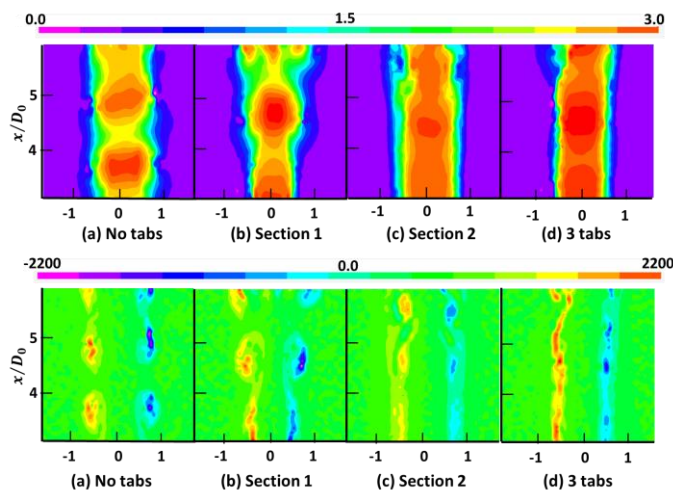 0.0 1.5 3.0
x/D₀
5
4
-1 0 1 -1 0 1 -1 0 1 -1 0 1
(a) No tabs (b) Section 1 (c) Section 2 (d) 3 tabs
-2200 0.0 2200
x/D₀
5
4
-1 0 1 -1 0 1 -1 0 1 -1 0 1
(a) No tabs (b) Section 1 (c) Section 2 (d) 3 tabs